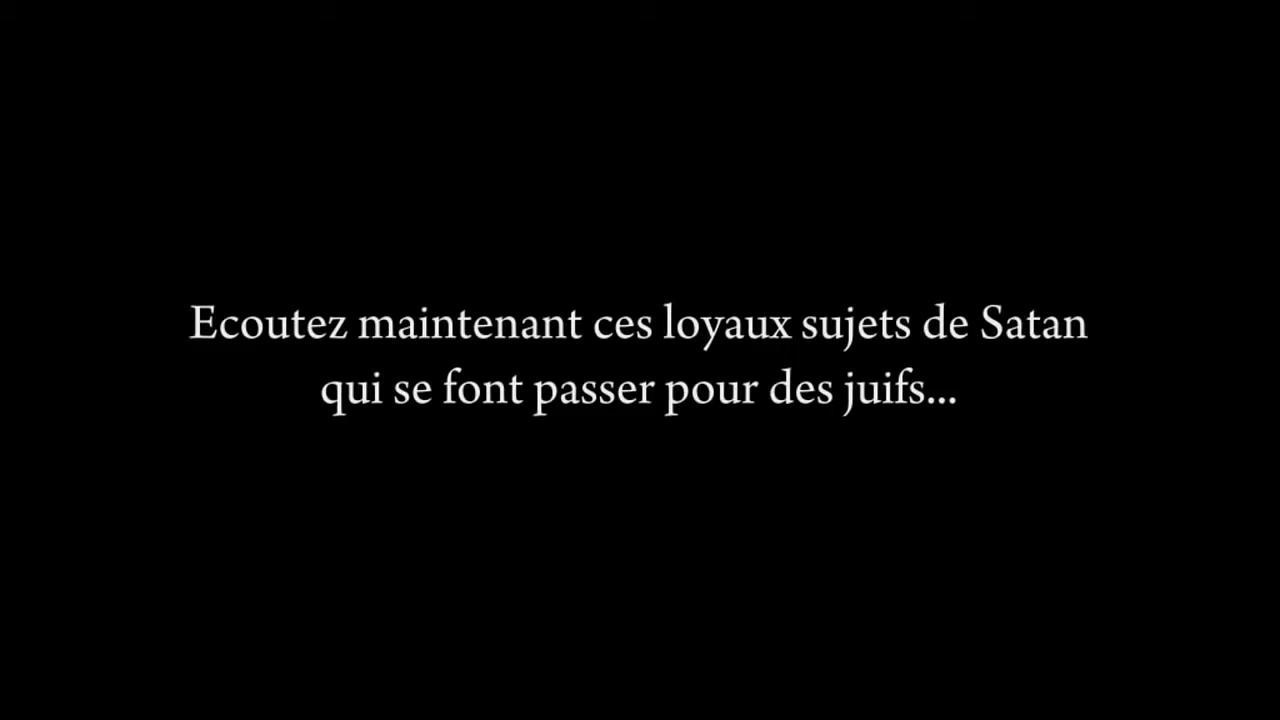 Ecoutez maintenant ces loyaux sujets de Satan
qui se font passer pour des juifs...